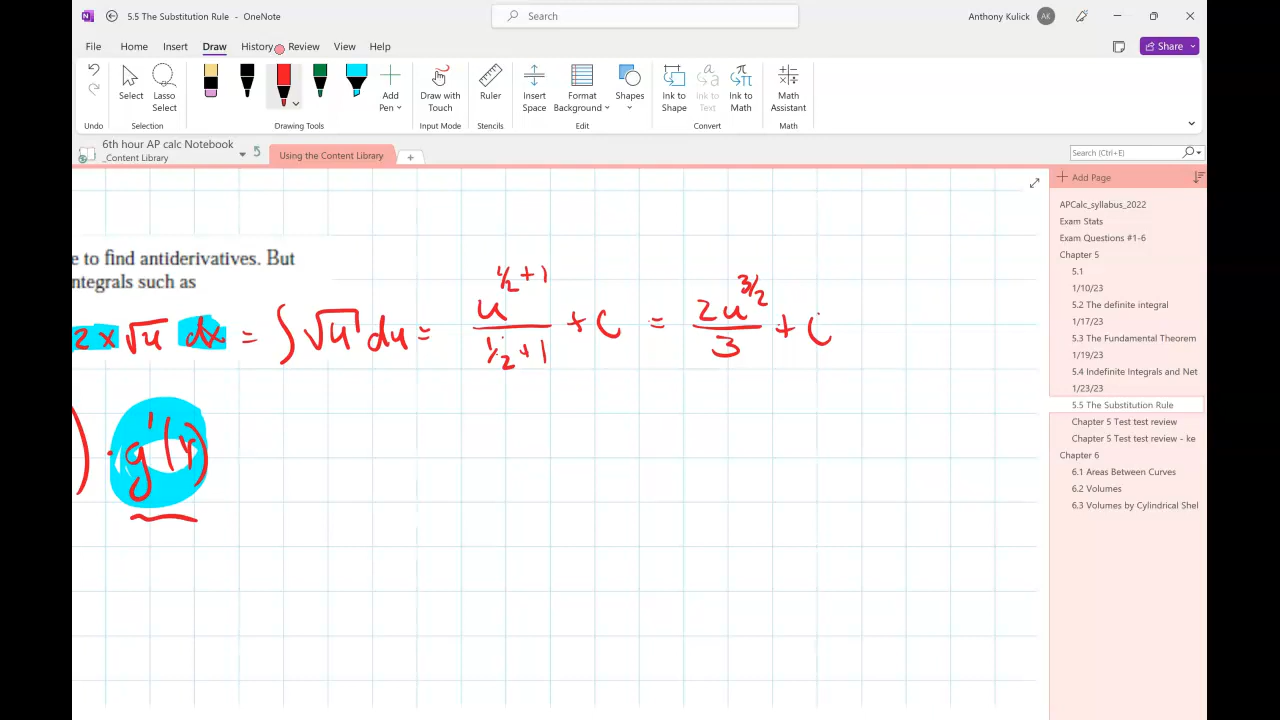 5.5 The Substitution Rule - OneNote
Search
Anthony Kulick AK
File Home Insert Draw History Review View Help
Share
Undo
Select
Lasso Select
Add Pen
Draw with Touch
Ruler
Insert Space
Format Background
Shapes
Ink to Shape
Ink to Text
Ink to Math
Math Assistant
Undo Selection Drawing Tools Input Mode Stencils Edit Convert Math
6th hour AP calc Notebook
_Content Library
Using the Content Library
Search (Ctrl+E)
Add Page
APCalc_syllabus_2022
Exam Stats
Exam Questions #1-6
Chapter 5
5.1
1/10/23
5.2 The definite integral
1/17/23
5.3 The Fundamental Theorem
1/19/23
5.4 Indefinite Integrals and Net
1/23/23
5.5 The Substitution Rule
Chapter 5 Test test review
Chapter 5 Test test review - ke
Chapter 6
6.1 Areas Between Curves
6.2 Volumes
6.3 Volumes by Cylindrical Shel
e to find antiderivatives. But
ntegrals such as
2x √u dx = ∫ √u du = u^(1/2 + 1) / (1/2 + 1) + C = 2u^(3/2) / 3 + C
) · g'(x)